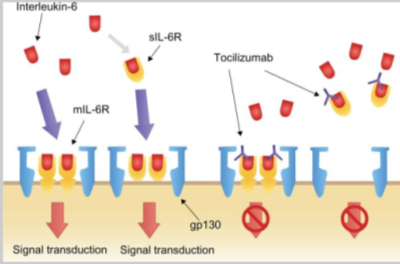 Interleukin-6
sIL-6R
Tocilizumab
mIL-6R
gp130
Signal transduction
Signal transduction